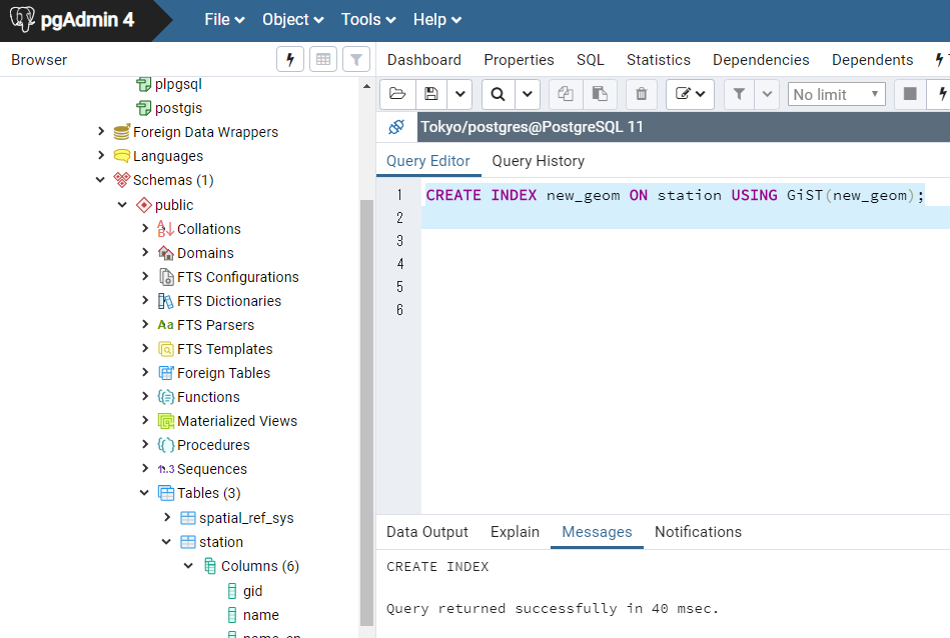 pgAdmin 4 File Object Tools Help
Browser
Dashboard Properties SQL Statistics Dependencies Dependents
No limit
Tokyo/postgres@PostgreSQL 11
Query Editor Query History
plpgsql
postgis
Foreign Data Wrappers
Languages
Schemas (1)
public
Collations
Domains
FTS Configurations
FTS Dictionaries
Aa FTS Parsers
FTS Templates
Foreign Tables
Functions
Materialized Views
Procedures
1..3 Sequences
Tables (3)
spatial_ref_sys
station
Columns (6)
gid
name
1 CREATE INDEX new_geom ON station USING GiST(new_geom);
2
3
4
5
6
Data Output Explain Messages Notifications
CREATE INDEX
Query returned successfully in 40 msec.